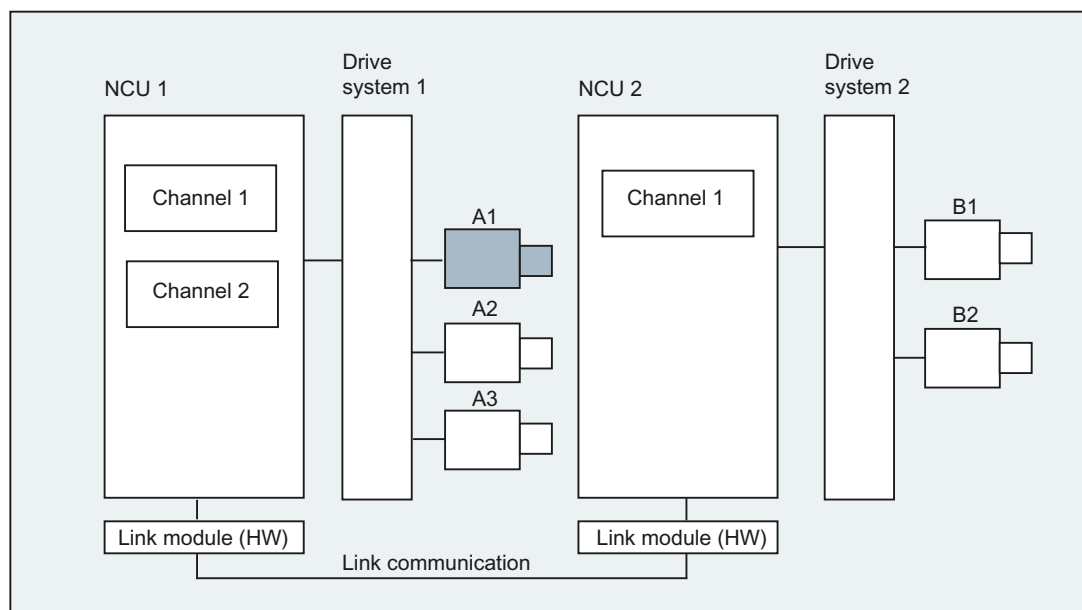 NCU 1
Drive
system 1
NCU 2
Drive
system 2
Channel 1
Channel 2
A1
A2
A3
Channel 1
B1
B2
Link module (HW)
Link communication
Link module (HW)